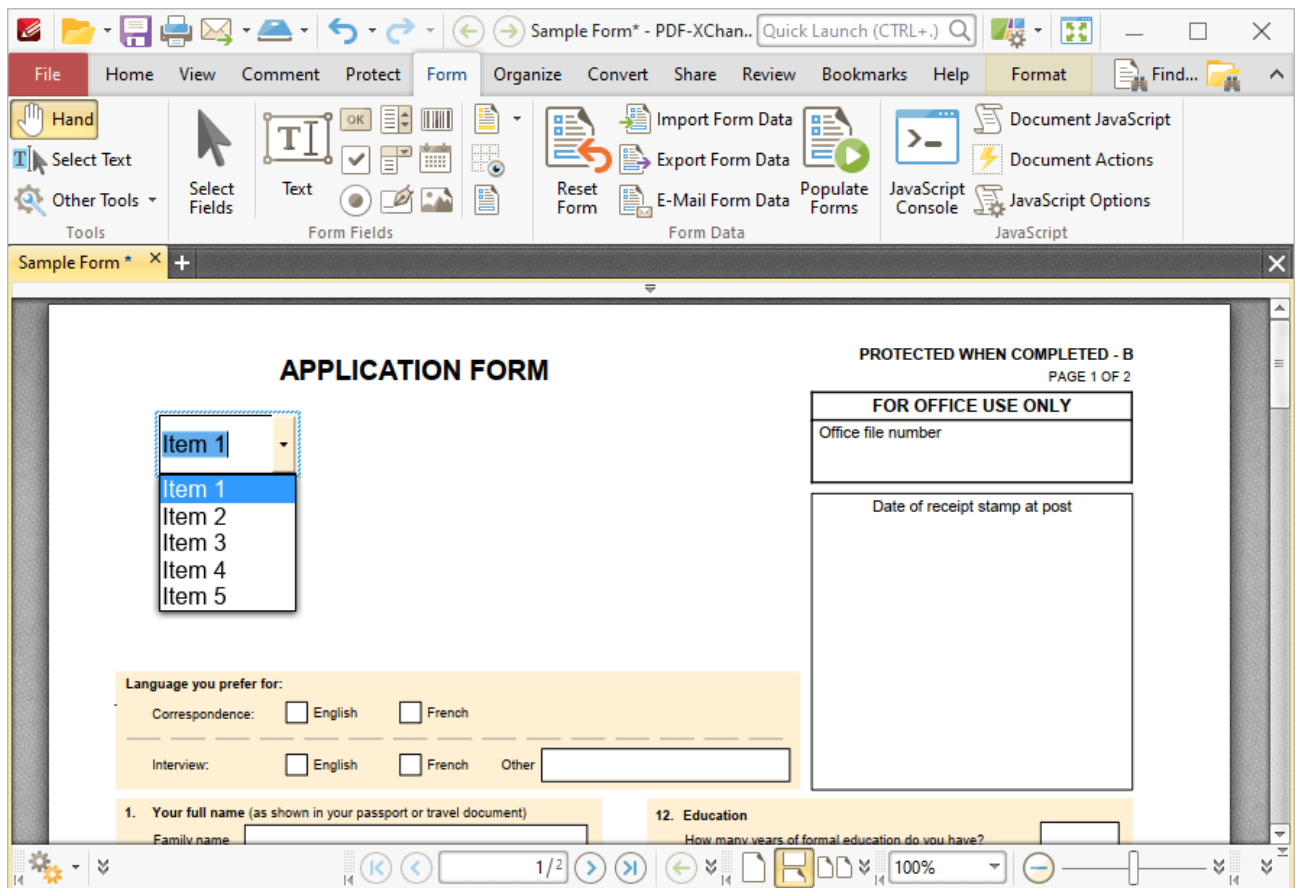 Sample Form* - PDF-XChan.. Quick Launch (CTRL+.)
File Home View Comment Protect Form Organize Convert Share Review Bookmarks Help Format Find...
Hand
Select Text
Other Tools
Tools
Select Fields
Text
OK
Form Fields
Reset Form
Import Form Data
Export Form Data
E-Mail Form Data
Populate Forms
Form Data
JavaScript Console
Document JavaScript
Document Actions
JavaScript Options
JavaScript
Sample Form *
APPLICATION FORM
PROTECTED WHEN COMPLETED - B
PAGE 1 OF 2
FOR OFFICE USE ONLY
Office file number
Date of receipt stamp at post
Item 1
Item 1
Item 2
Item 3
Item 4
Item 5
Language you prefer for:
Correspondence: English French
Interview: English French Other
1. Your full name (as shown in your passport or travel document)
Family name
12. Education
How many years of formal education do you have?
1/2
100%